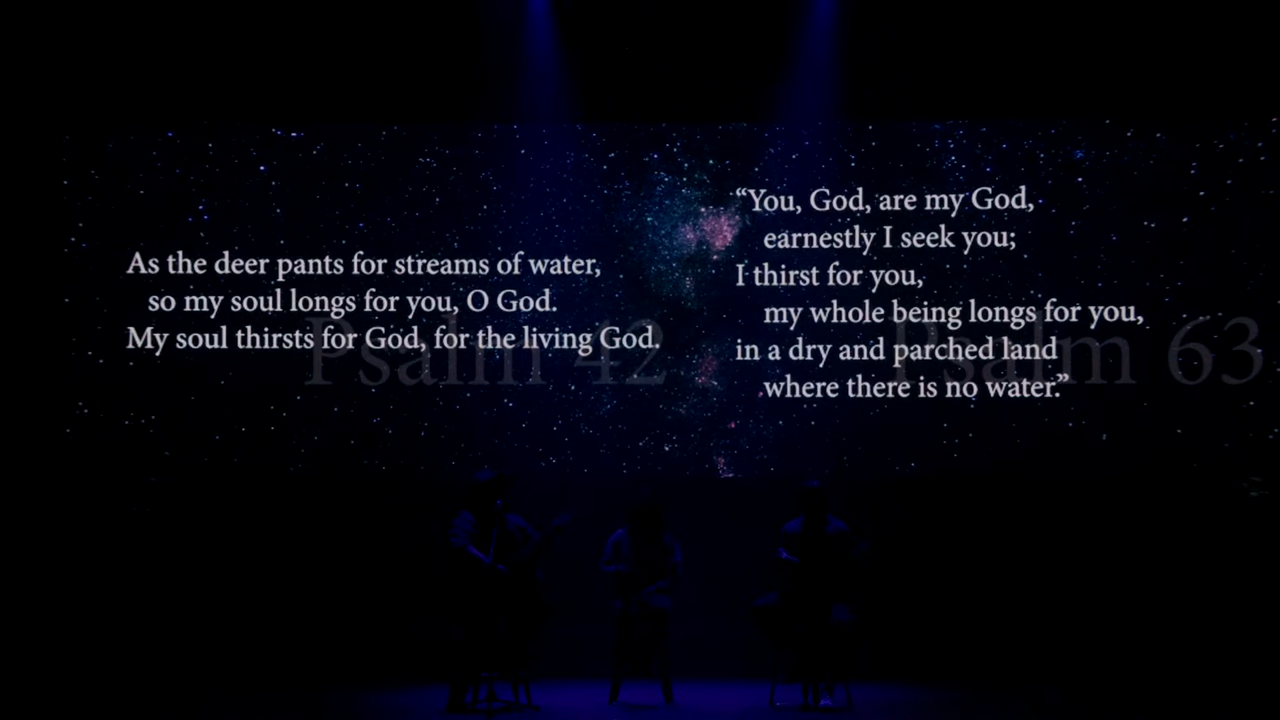 As the deer pants for streams of water,
so my soul longs for you, O God.
My soul thirsts for God, for the living God.
Psalm 42
“You, God, are my God,
earnestly I seek you;
I thirst for you,
my whole being longs for you,
in a dry and parched land
where there is no water.”
Psalm 63